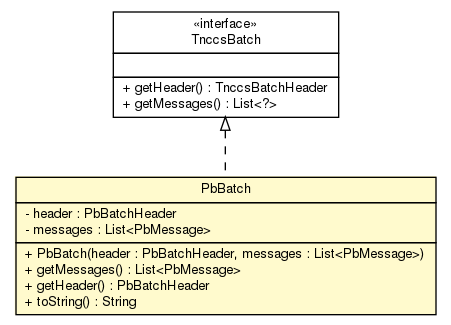 «interface»
TnccsBatch
+ getHeader() : TnccsBatchHeader
+ getMessages() : List<?>
PbBatch
- header : PbBatchHeader
- messages : List<PbMessage>
+ PbBatch(header : PbBatchHeader, messages : List<PbMessage>)
+ getMessages() : List<PbMessage>
+ getHeader() : PbBatchHeader
+ toString() : String